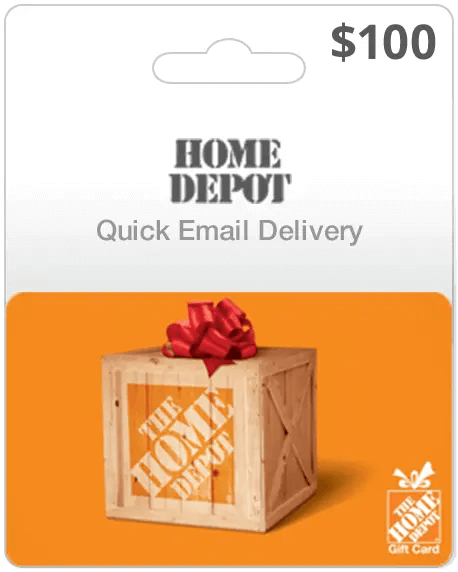 $100
HOME
DEPOT
Quick Email Delivery
THE
HOME
DEPOT
THE
HOME
DEPOT
Gift Card